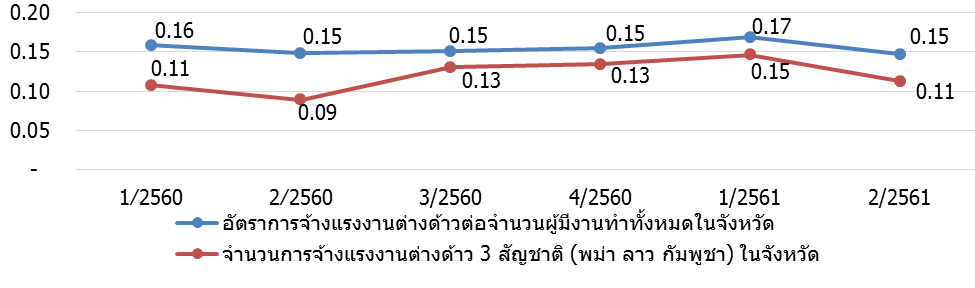 0.20
0.16 0.15 0.15 0.15 0.17 0.15
0.15
0.11 0.09 0.13 0.13 0.15 0.11
0.10
0.05
-
1/2560 2/2560 3/2560 4/2560 1/2561 2/2561
อัตราการจ้างแรงงานต่างด้าวต่อจำนวนผู้มีงานทำทั้งหมดในจังหวัด
จำนวนการจ้างแรงงานต่างด้าว 3 สัญชาติ (พม่า ลาว กัมพูชา) ในจังหวัด